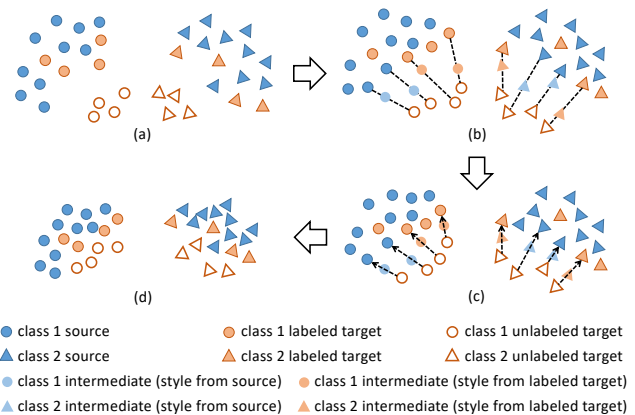 (a)
(b)
(d)
(c)
class 1 source
class 1 labeled target
class 1 unlabeled target
class 2 source
class 2 labeled target
class 2 unlabeled target
class 1 intermediate (style from source)
class 1 intermediate (style from labeled target)
class 2 intermediate (style from source)
class 2 intermediate (style from labeled target)